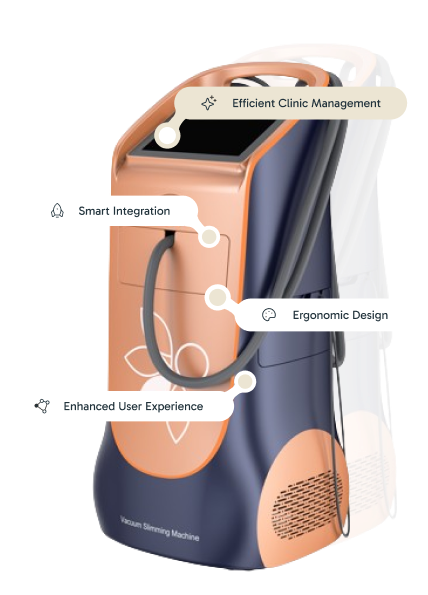 Efficient Clinic Management
Smart Integration
Ergonomic Design
Enhanced User Experience
Vacuum Slimming Machine